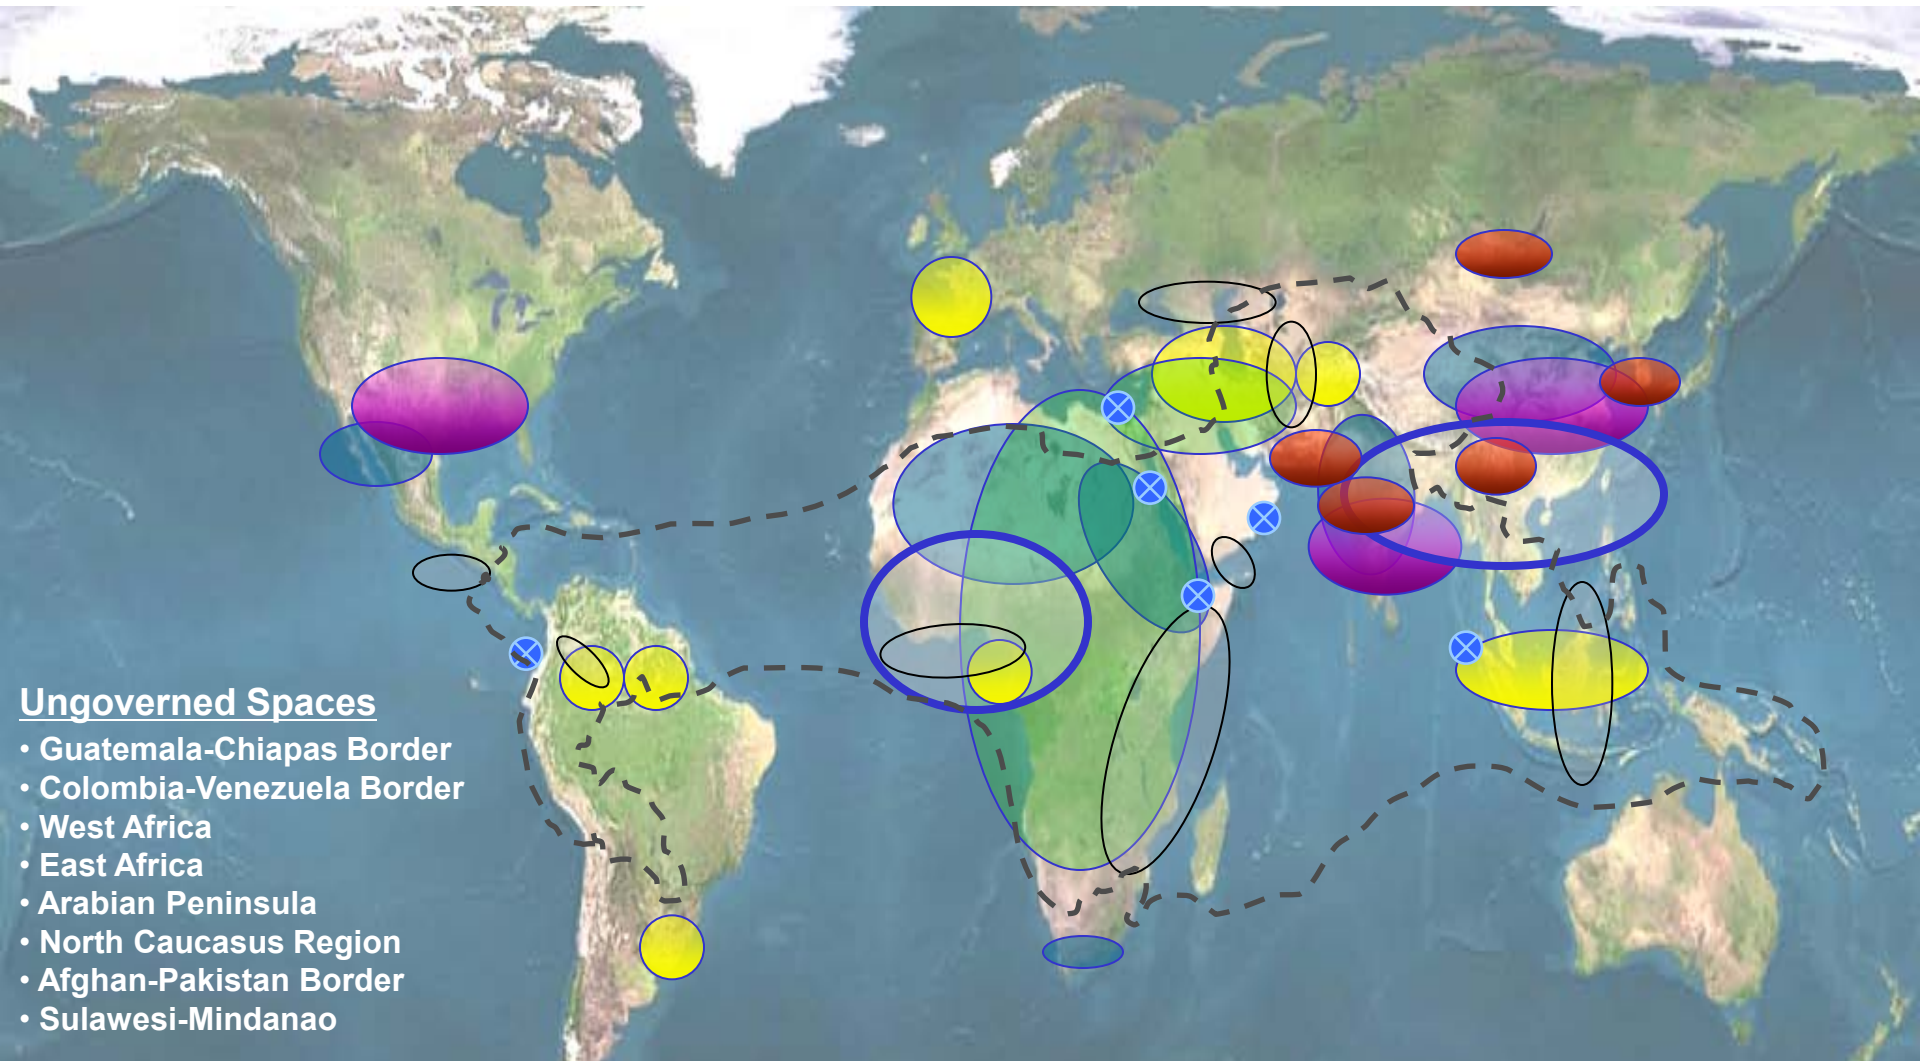 Ungoverned Spaces
• Guatemala-Chiapas Border
• Colombia-Venezuela Border
• West Africa
• East Africa
• Arabian Peninsula
• North Caucasus Region
• Afghan-Pakistan Border
• Sulawesi-Mindanao